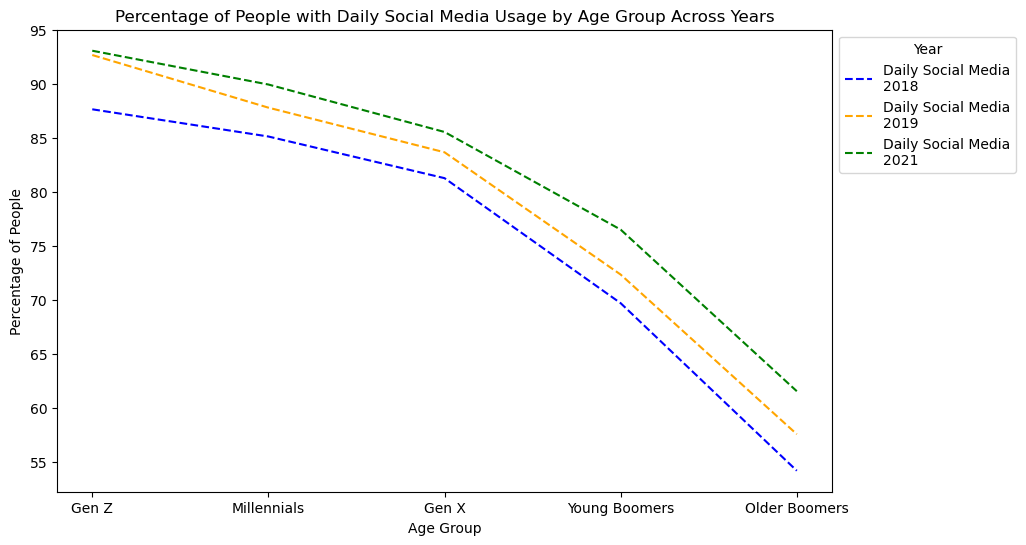 Percentage of People with Daily Social Media Usage by Age Group Across Years
95
90
85
80
75
70
65
60
55
Percentage of People
Gen Z
Millennials
Gen X
Young Boomers
Older Boomers
Age Group
Year
Daily Social Media
2018
Daily Social Media
2019
Daily Social Media
2021